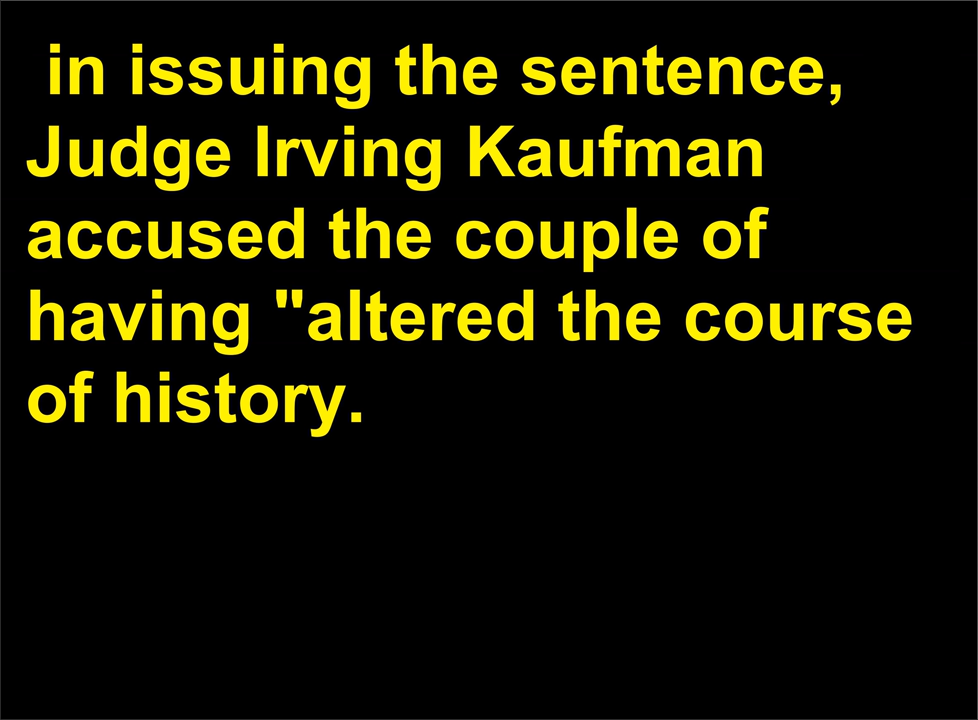 in issuing the sentence,
Judge Irving Kaufman
accused the couple of
having "altered the course
of history.